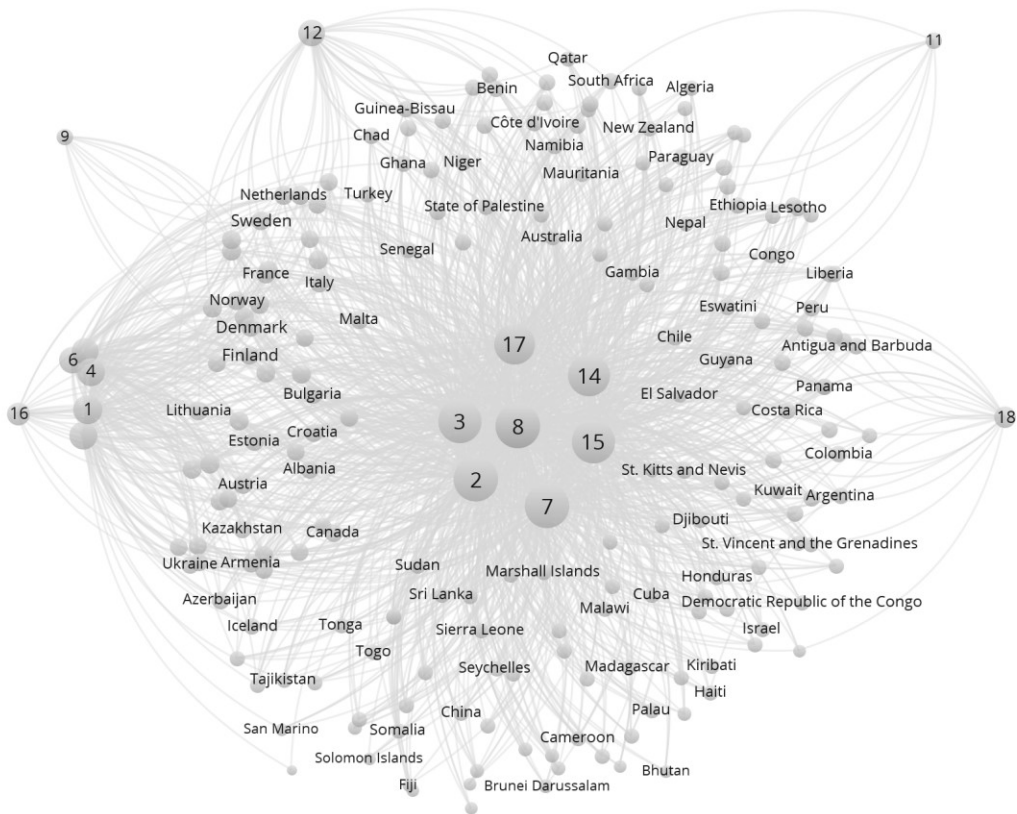 12
11
Qatar
Benin
South Africa
Algeria
Guinea-Bissau
Côte d'Ivoire
New Zealand
9
Chad
Namibia
Ghana
Niger
Paraguay
Mauritania
Netherlands
Turkey
State of Palestine
Ethiopia
Lesotho
Sweden
Nepal
Senegal
Australia
Congo
France
Italy
Gambia
Liberia
Norway
Malta
Eswatini
Peru
Denmark
Chile
17
Antigua and Barbuda
Finland
6
4
Guyana
14
Bulgaria
El Salvador
Panama
16
1
Lithuania
Costa Rica
18
3
8
Croatia
Estonia
15
Colombia
Albania
St. Kitts and Nevis
Austria
2
Kuwait
Argentina
7
Kazakhstan
Canada
Djibouti
St. Vincent and the Grenadines
Ukraine
Armenia
Sudan
Marshall Islands
Honduras
Azerbaijan
Sri Lanka
Malawi
Cuba
Democratic Republic of the Congo
Iceland
Tonga
Sierra Leone
Israel
Togo
Seychelles
Madagascar
Kiribati
Tajikistan
Haiti
China
Palau
San Marino
Somalia
Cameroon
Solomon Islands
Bhutan
Fiji
Brunei Darussalam